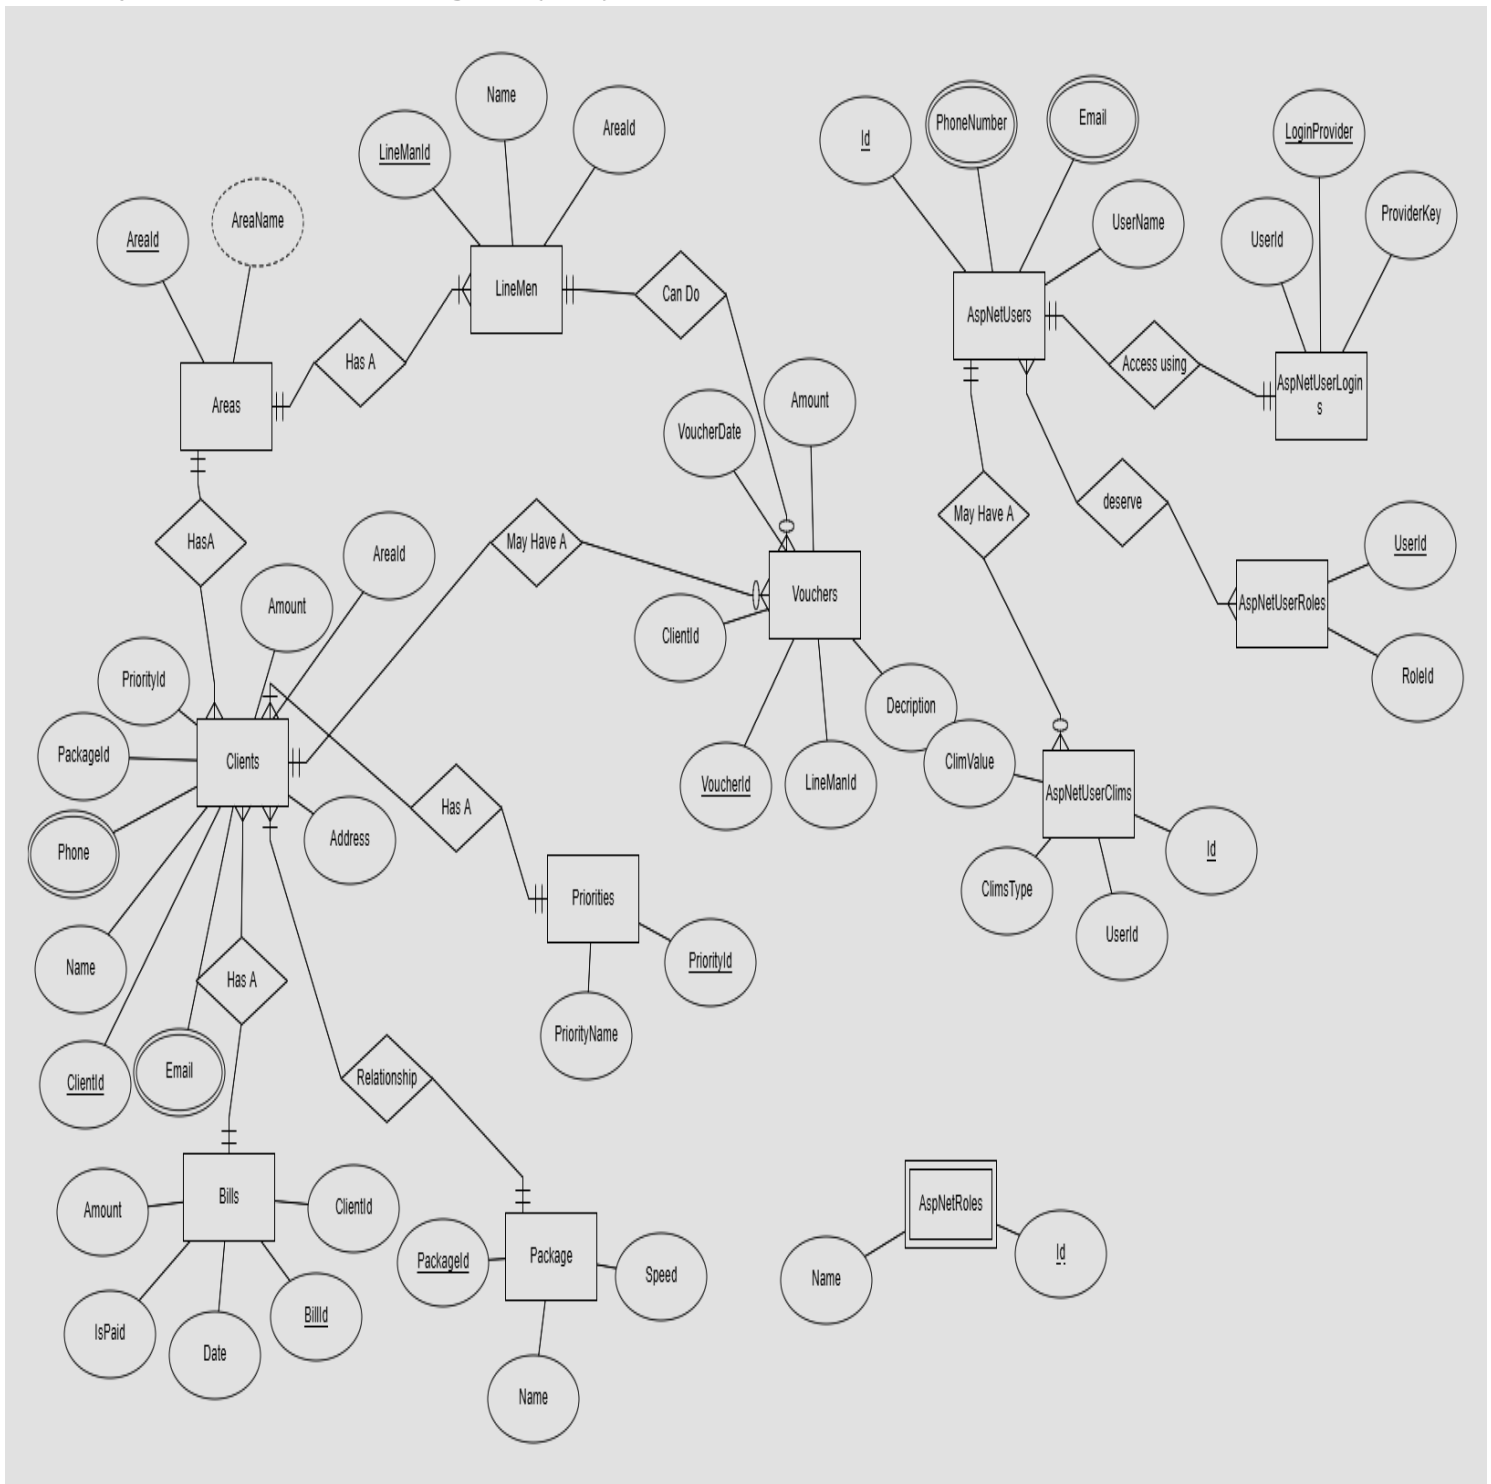 Name
AreaId
LineManId
LineMen
AreaId
AreaName
Areas
Has A
Can Do
Id
PhoneNumber
Email
UserName
LoginProvider
UserId
ProviderKey
AspNetUsers
Access using
AspNetUserLogin
s
VoucherDate
Amount
HasA
May Have A
AreaId
May Have A
deserve
Vouchers
ClientId
UserId
AspNetUserRoles
RoleId
Amount
PriorityId
PackageId
Clients
Phone
Address
Has A
VoucherId
LineManId
Decription
ClimValue
AspNetUserClims
ClimsType
UserId
Id
Name
ClientId
Email
Has A
Relationship
Priorities
PriorityId
PriorityName
Bills
Amount
ClientId
IsPaid
Date
BillId
PackageId
Package
Speed
Name
AspNetRoles
Name
Id